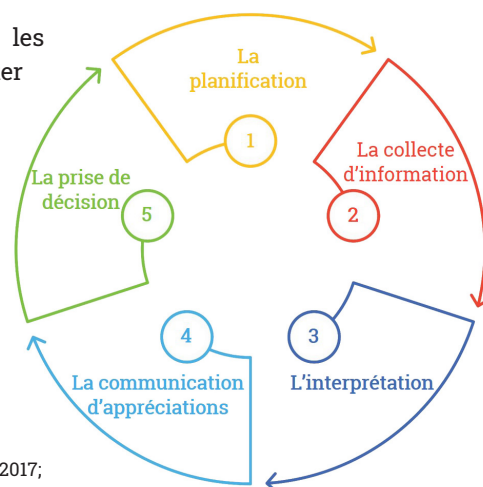 les
er
La
planification
1
La collecte
d'information
2
3
L'interprétation
4
La communication
d'appréciations
La prise de
décision
5
2017;